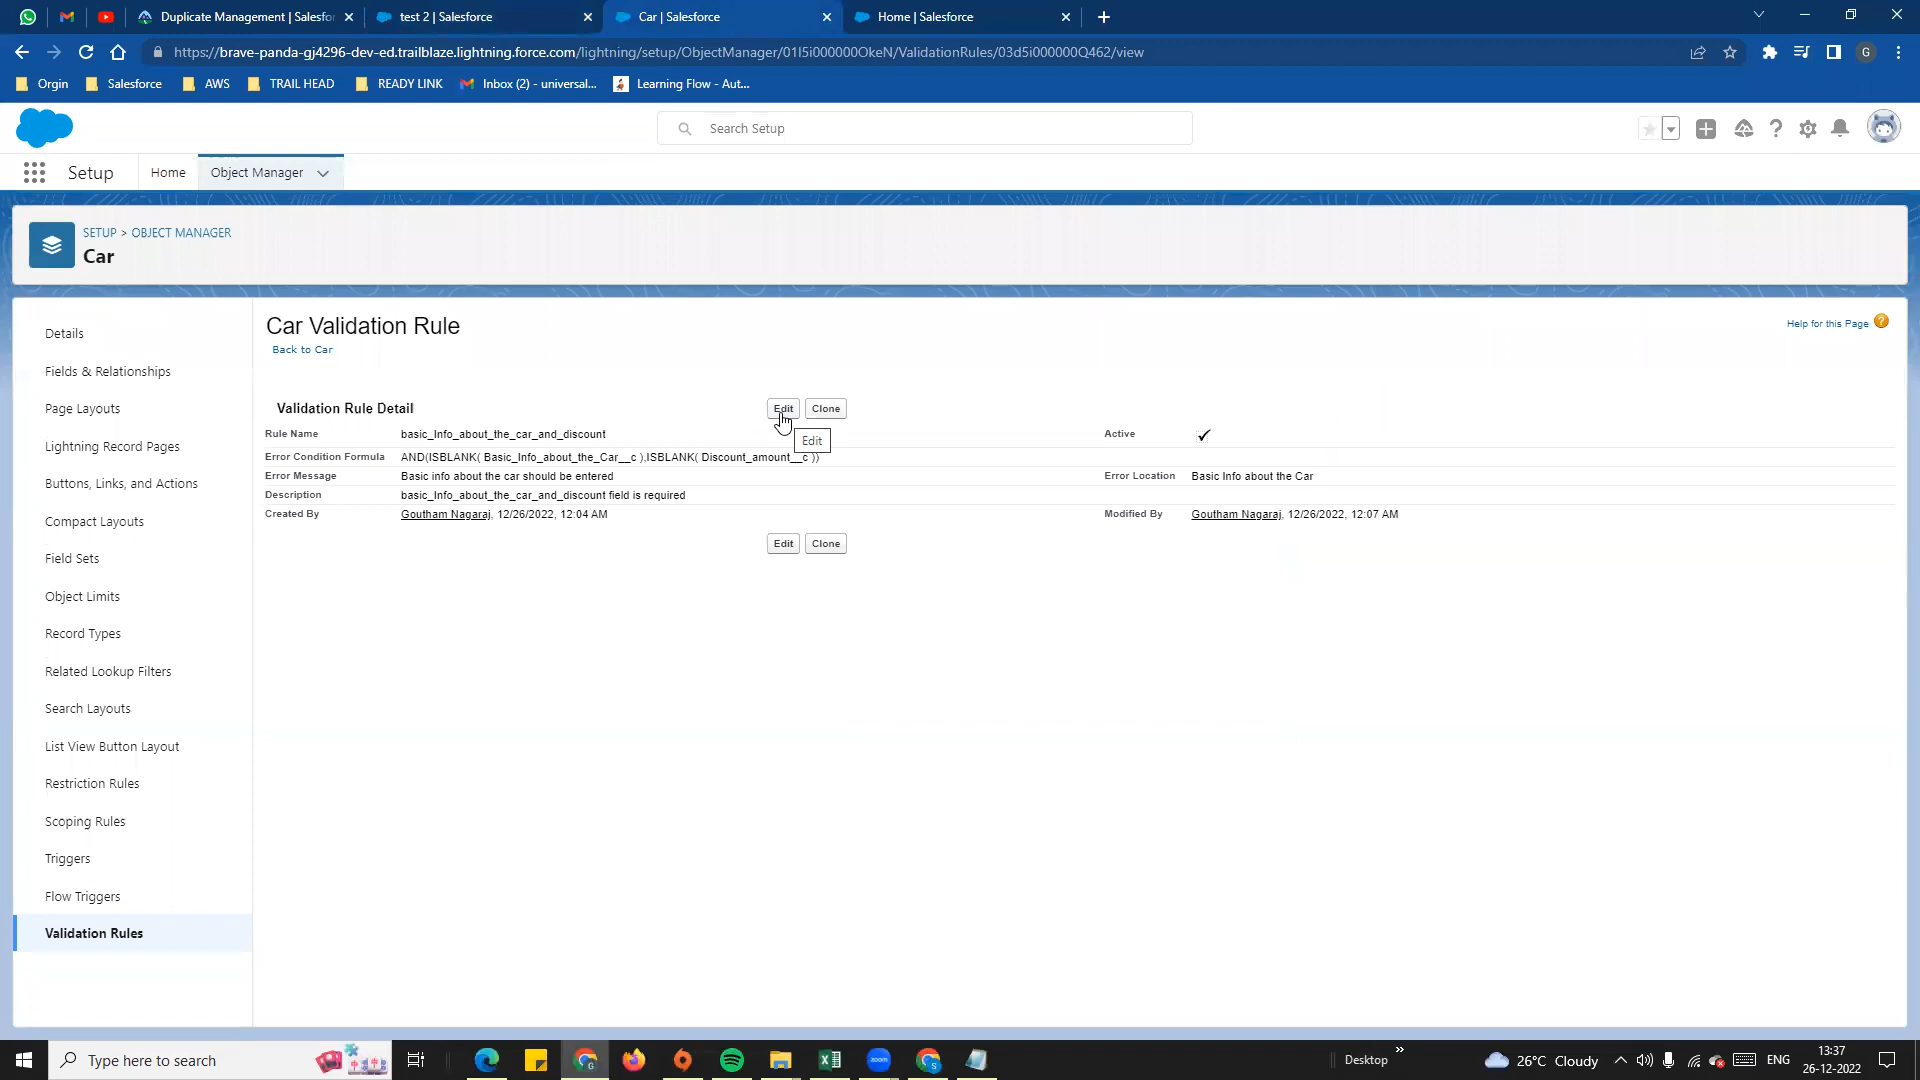 Duplicate Management | Salesfor
test 2 | Salesforce
Car | Salesforce
Home | Salesforce
https://brave-panda-gj4296-dev-ed.trailblaze.lightning.force.com/lightning/setup/ObjectManager/01I5i000000OkeN/ValidationRules/03d5i000000Q462/view
G
Orgin
Salesforce
AWS
TRAIL HEAD
READY LINK
Inbox (2) - universal...
Learning Flow - Aut...
Search Setup
Setup
Home
Object Manager
SETUP > OBJECT MANAGER
Car
Details
Fields & Relationships
Page Layouts
Lightning Record Pages
Buttons, Links, and Actions
Compact Layouts
Field Sets
Object Limits
Record Types
Related Lookup Filters
Search Layouts
List View Button Layout
Restriction Rules
Scoping Rules
Triggers
Flow Triggers
Validation Rules
Car Validation Rule
Help for this Page
Back to Car
Validation Rule Detail
Edit
Clone
Edit
Rule Name basic_Info_about_the_car_and_discount
Active
Error Condition Formula AND(ISBLANK( Basic_Info_about_the_Car__c ),ISBLANK( Discount_amount__c ))
Error Message Basic info about the car should be entered
Error Location Basic Info about the Car
Description basic_Info_about_the_car_and_discount field is required
Created By Goutham Nagaraj, 12/26/2022, 12:04 AM
Modified By Goutham Nagaraj, 12/26/2022, 12:07 AM
Edit
Clone
Type here to search
zoom
Desktop
26°C Cloudy
ENG
13:37
26-12-2022